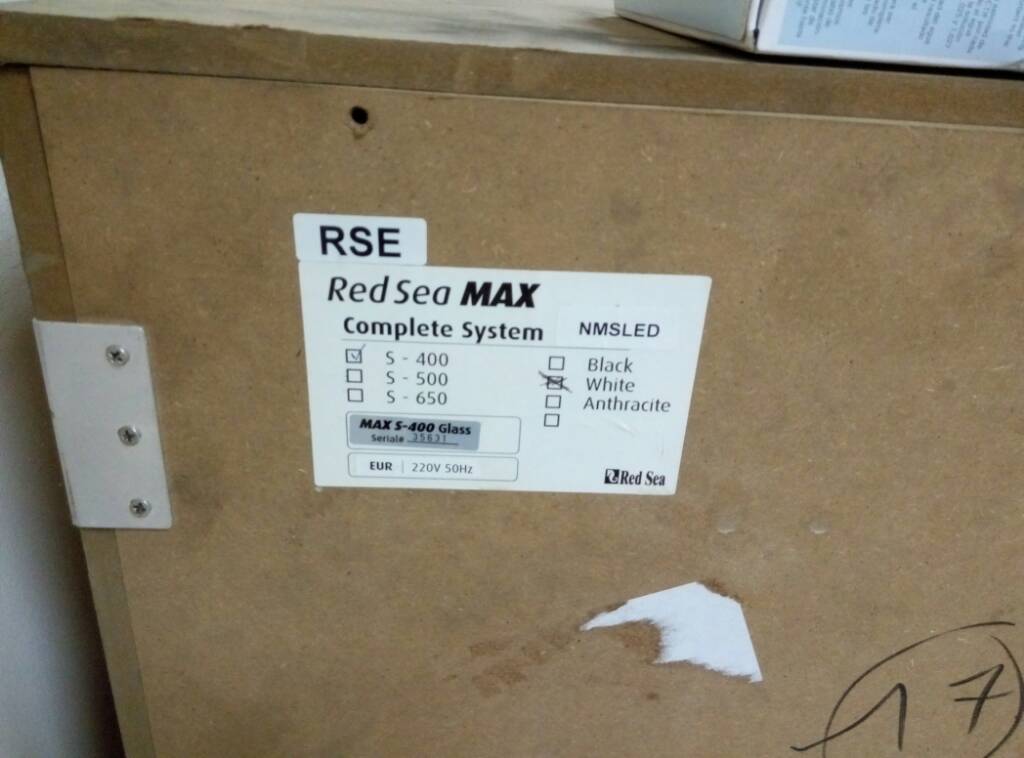 RSE
Red Sea MAX
Complete System NMSLED
S - 400
S - 500
S - 650
Black
White
Anthracite
MAX S-400 Glass
Seriale 35631
EUR 220V 50Hz
Red Sea
17